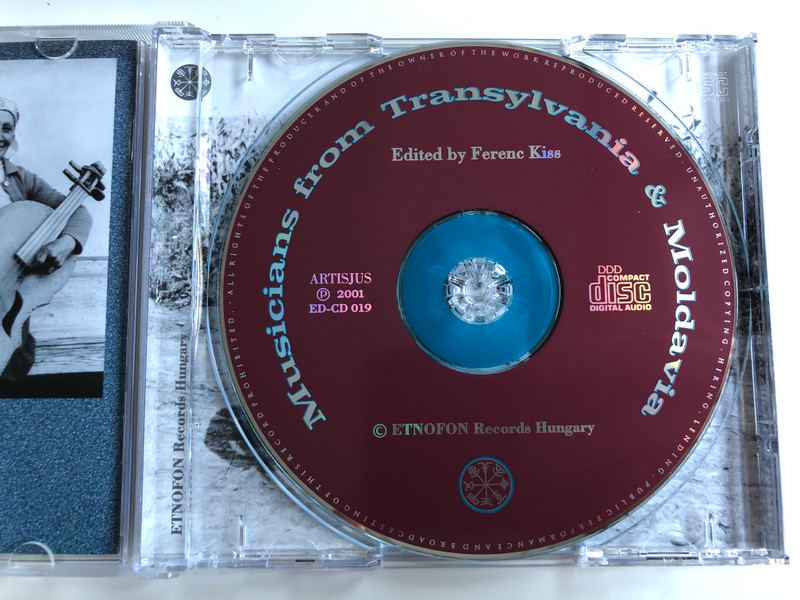 Musicians from Transylvania & Moldavia
Edited by Ferenc Kiss
ARTISJUS
Ⓟ 2001
ED-CD 019
DDD
COMPACT
disc
DIGITAL AUDIO
© ETNOFON Records Hungary
· ALL RIGHTS OF THE PRODUCER AND OF THE OWNER OF THE WORK REPRODUCED RESERVED · UNAUTHORIZED COPYING · HIRING · LENDING · PUBLIC PERFORMANCE AND BROADCASTING OF THIS RECORD PROHIBITED ·
ETNOFON Records Hungary